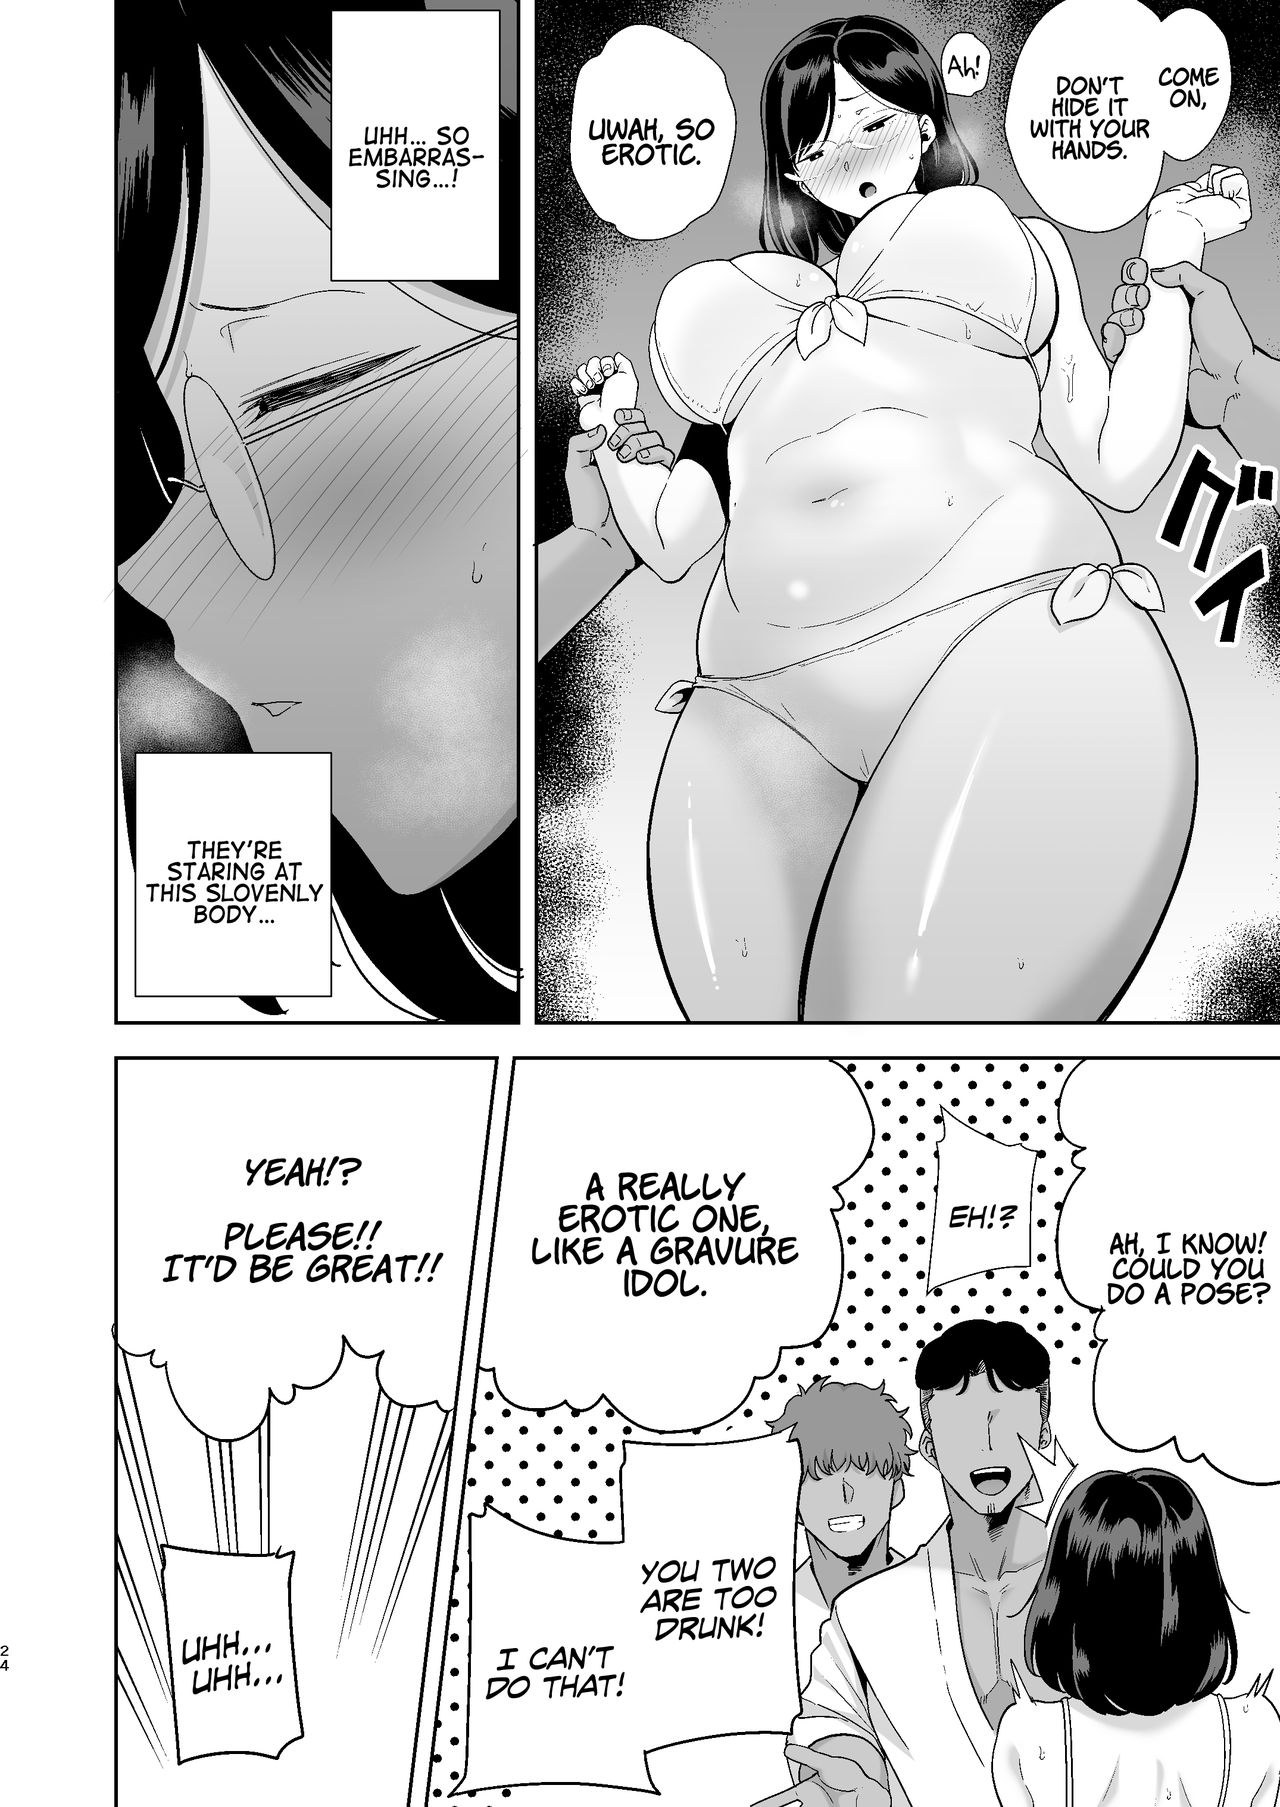 COME
ON,
DON'T
HIDE IT
WITH YOUR
HANDS.
Ah!
UWAH, SO
EROTIC.
グイ
UHH... SO
EMBARRAS-
SING...!
THEY'RE
STARING AT
THIS SLOVENLY
BODY...
AH, I KNOW!
COULD YOU
DO A POSE?
EH!?
A REALLY
EROTIC ONE,
LIKE A GRAVURE
IDOL.
YOU TWO
ARE TOO
DRUNK!
I CAN'T
DO THAT!
YEAH!?
PLEASE!!
IT'D BE GREAT!!
UHH...
UHH...
24